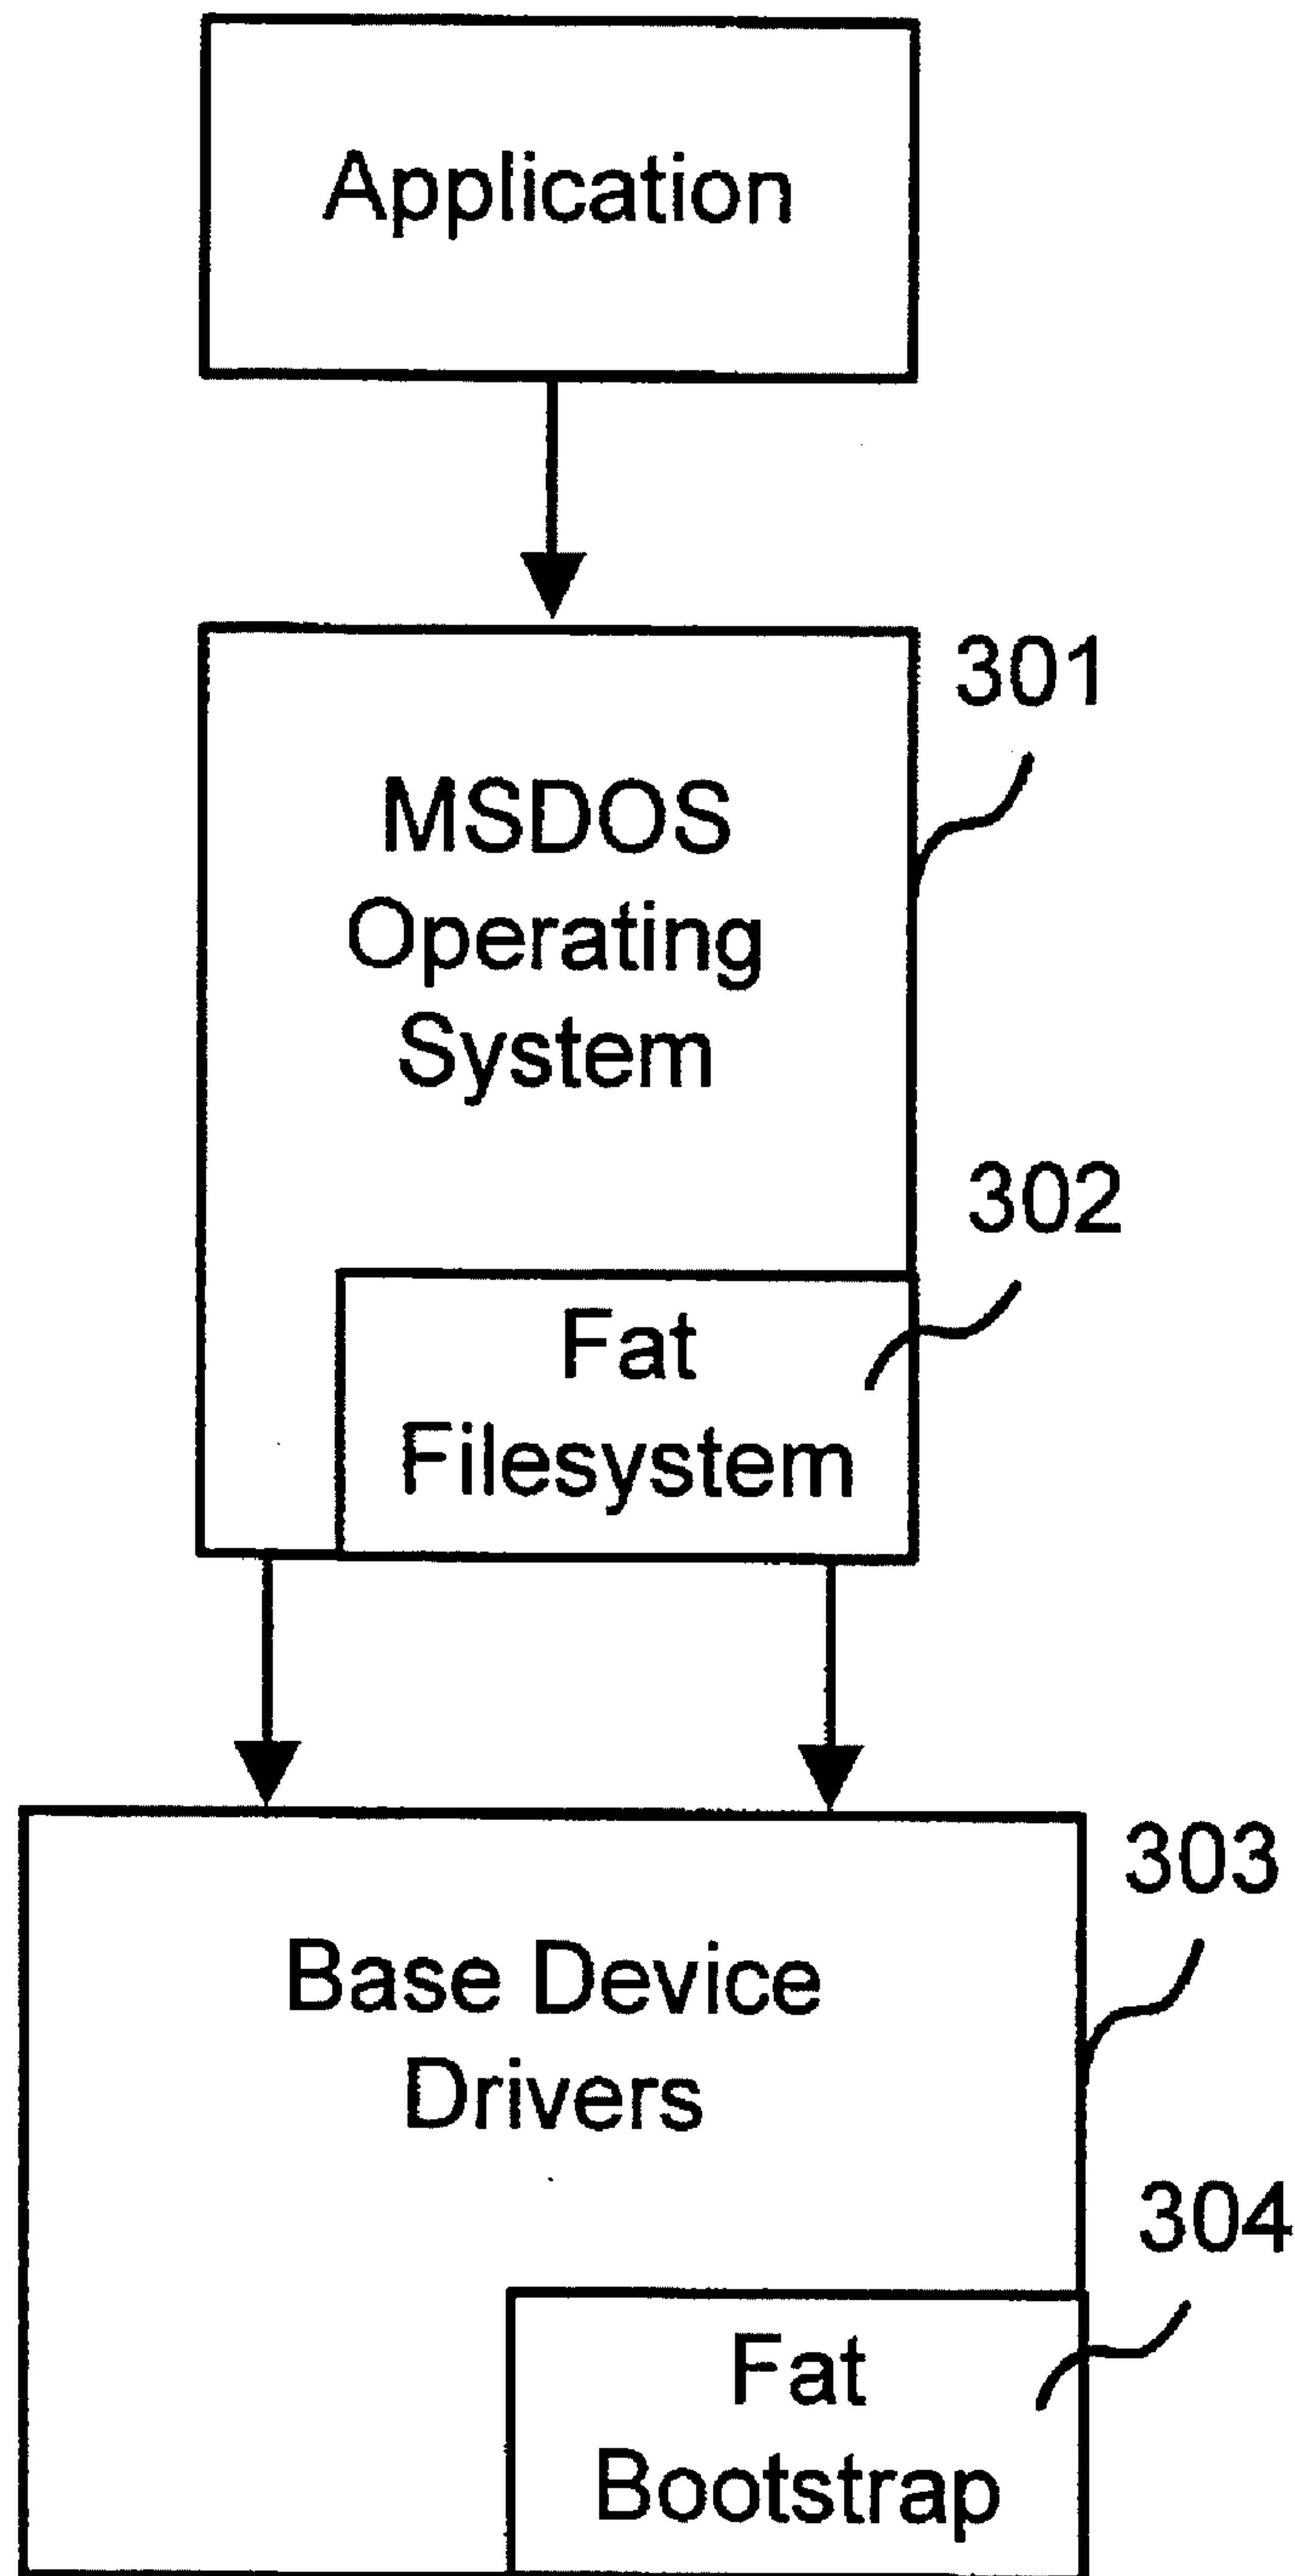 Application
301
MSDOS
Operating
System
302
Fat
Filesystem
303
Base Device
Drivers
304
Fat
Bootstrap